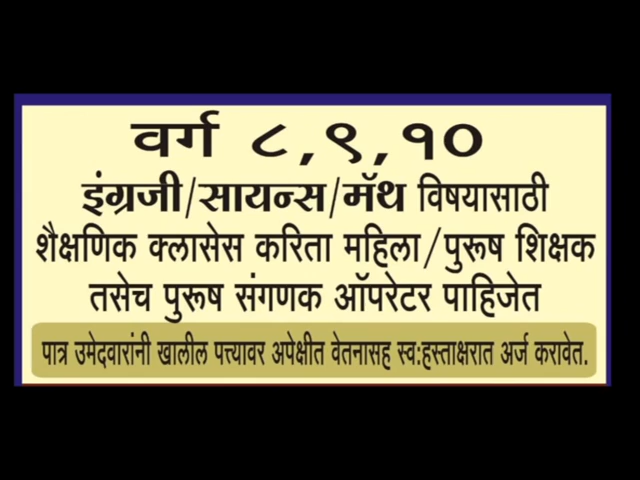 वर्ग ८,९,१०
इंग्रजी/सायन्स/मॅथ विषयासाठी
शैक्षणिक क्लासेस करिता महिला/पुरूष शिक्षक
तसेच पुरूष संगणक ऑपरेटर पाहिजेत
पात्र उमेदवारांनी खालील पत्त्यावर अपेक्षीत वेतनासह स्व:हस्ताक्षरात अर्ज करावेत.